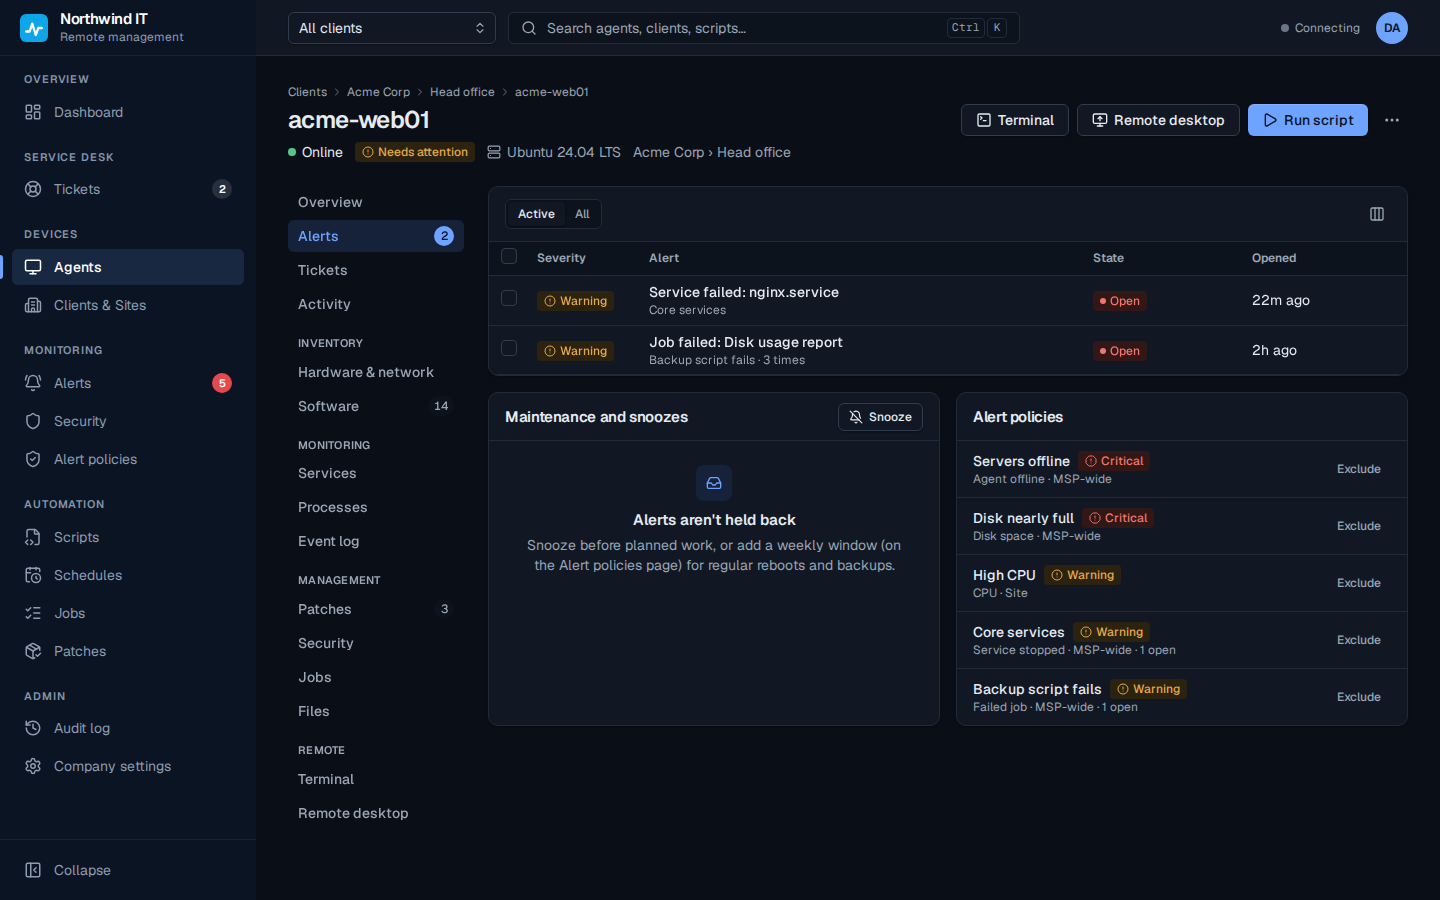 Northwind IT
Remote management
All clients
Search agents, clients, scripts...
Ctrl K
Connecting
DA
OVERVIEW
Dashboard
SERVICE DESK
Tickets 2
DEVICES
Agents
Clients & Sites
MONITORING
Alerts 5
Security
Alert policies
AUTOMATION
Scripts
Schedules
Jobs
Patches
ADMIN
Audit log
Company settings
Collapse
Clients > Acme Corp > Head office > acme-web01
acme-web01
Terminal
Remote desktop
Run script
Online
Needs attention
Ubuntu 24.04 LTS
Acme Corp › Head office
Overview
Alerts 2
Tickets
Activity
INVENTORY
Hardware & network
Software 14
MONITORING
Services
Processes
Event log
MANAGEMENT
Patches 3
Security
Jobs
Files
REMOTE
Terminal
Remote desktop
Active All
Severity Alert State Opened
Warning Service failed: nginx.service Open 22m ago
Core services
Warning Job failed: Disk usage report Open 2h ago
Backup script fails · 3 times
Maintenance and snoozes
Snooze
Alerts aren't held back
Snooze before planned work, or add a weekly window (on
the Alert policies page) for regular reboots and backups.
Alert policies
Servers offline Critical
Agent offline · MSP-wide
Exclude
Disk nearly full Critical
Disk space · MSP-wide
Exclude
High CPU Warning
CPU · Site
Exclude
Core services Warning
Service stopped · MSP-wide · 1 open
Exclude
Backup script fails Warning
Failed job · MSP-wide · 1 open
Exclude